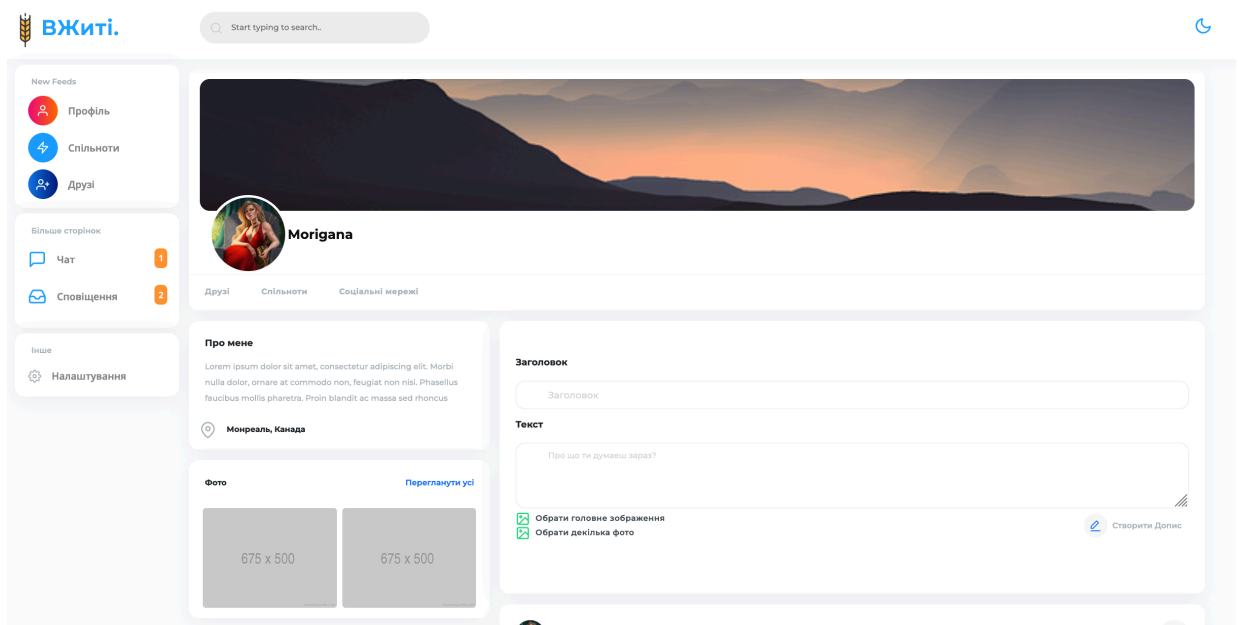 ВЖиті.
Start typing to search..
New Feeds
Профіль
Спільноти
Друзі
Більше сторінок
Чат
1
Сповіщення
2
Інше
Налаштування
Morigana
Друзі Спільноти Соціальні мережі
Про мене
Lorem ipsum dolor sit amet, consectetur adipiscing elit. Morbi
nulla dolor, ornare at commodo non, feugiat non nisi. Phasellus
faucibus mollis pharetra. Proin blandit ac massa sed rhoncus
Монреаль, Канада
Фото Переглянути усі
675 x 500 675 x 500
Заголовок
Заголовок
Текст
Про що ти думаєш зараз?
Обрати головне зображення
Обрати декілька фото
Створити Допис